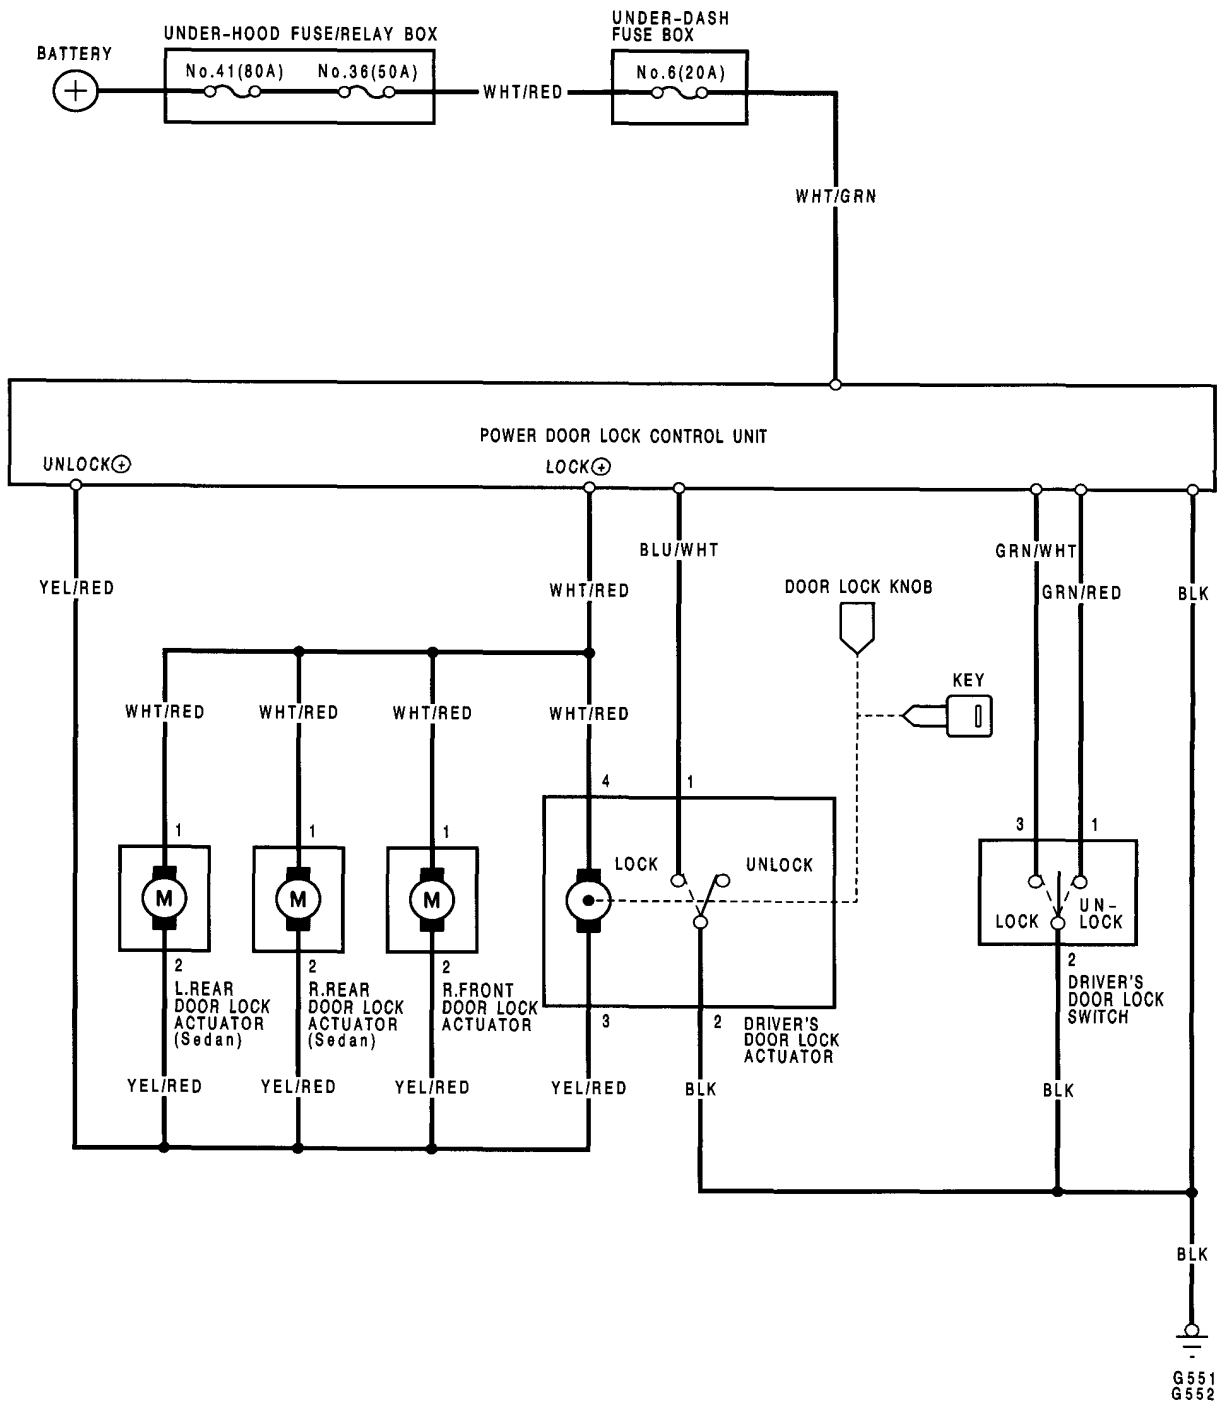 UNDER-HOOD FUSE/RELAY BOX
UNDER-DASH
FUSE BOX
BATTERY
No.41(80A)
No.36(50A)
No.6(20A)
WHT/RED
WHT/GRN
POWER DOOR LOCK CONTROL UNIT
UNLOCK+
LOCK+
YEL/RED
WHT/RED
BLU/WHT
GRN/WHT
GRN/RED
BLK
DOOR LOCK KNOB
KEY
WHT/RED
WHT/RED
WHT/RED
WHT/RED
4
1
3
1
1
1
1
LOCK
UNLOCK
M
M
M
LOCK
UN-
LOCK
2
L.REAR
DOOR LOCK
ACTUATOR
(Sedan)
2
R.REAR
DOOR LOCK
ACTUATOR
(Sedan)
2
R.FRONT
DOOR LOCK
ACTUATOR
3
2
DRIVER'S
DOOR LOCK
ACTUATOR
2
DRIVER'S
DOOR LOCK
SWITCH
YEL/RED
YEL/RED
YEL/RED
YEL/RED
BLK
BLK
BLK
G551
G552